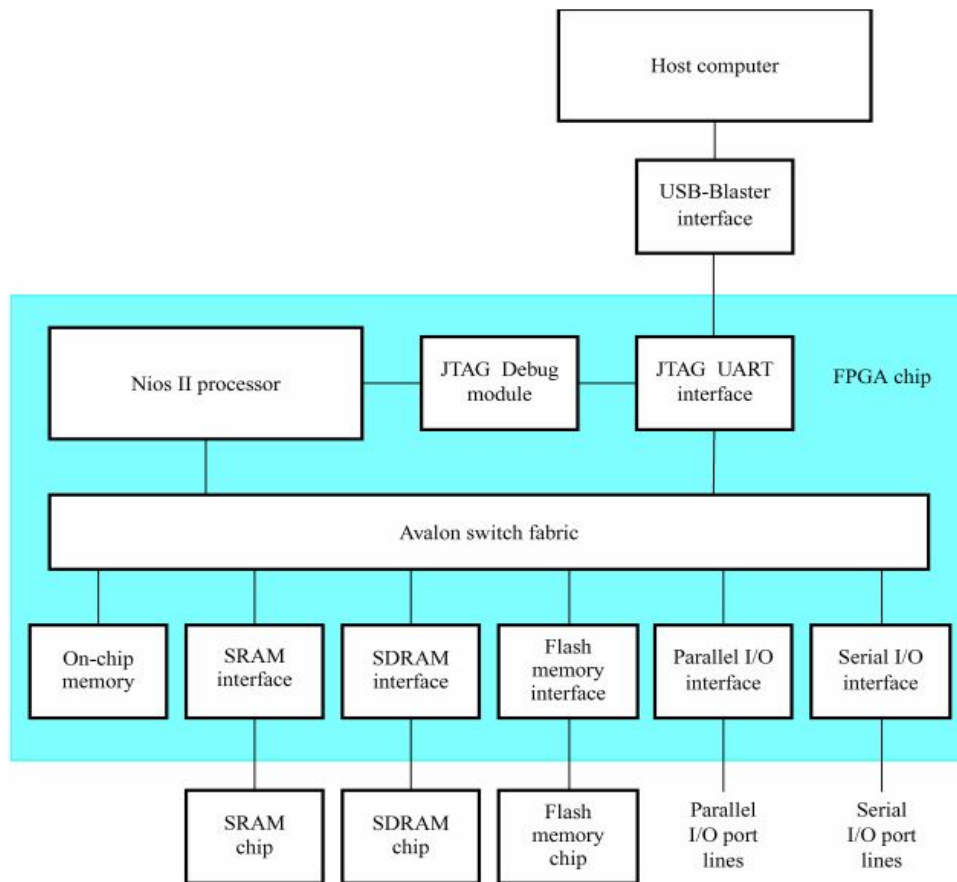 Host computer
USB-Blaster
interface
Nios II processor
JTAG Debug
module
JTAG UART
interface
FPGA chip
Avalon switch fabric
On-chip
memory
SRAM
interface
SDRAM
interface
Flash
memory
interface
Parallel I/O
interface
Serial I/O
interface
SRAM
chip
SDRAM
chip
Flash
memory
chip
Parallel
I/O port
lines
Serial
I/O port
lines